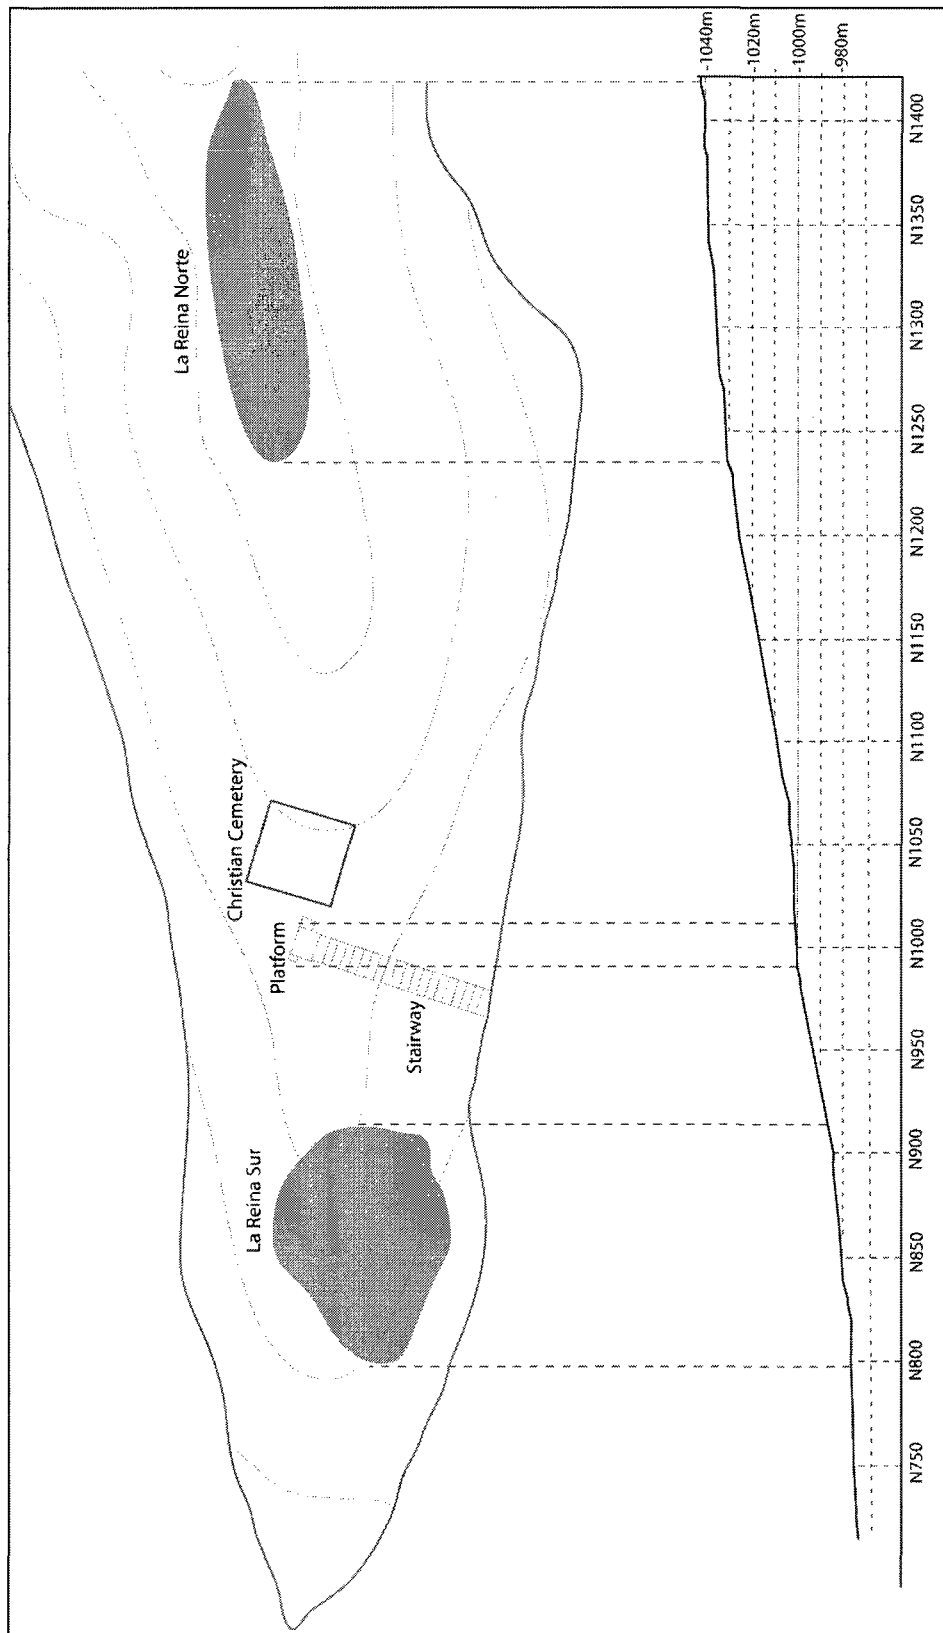 La Reina Norte
Christian Cemetery
Platform
Stairway
La Reina Sur
-1040m
-1020m
-1000m
-980m
N750
N800
N850
N900
N950
N1000
N1050
N1100
N1150
N1200
N1250
N1300
N1350
N1400